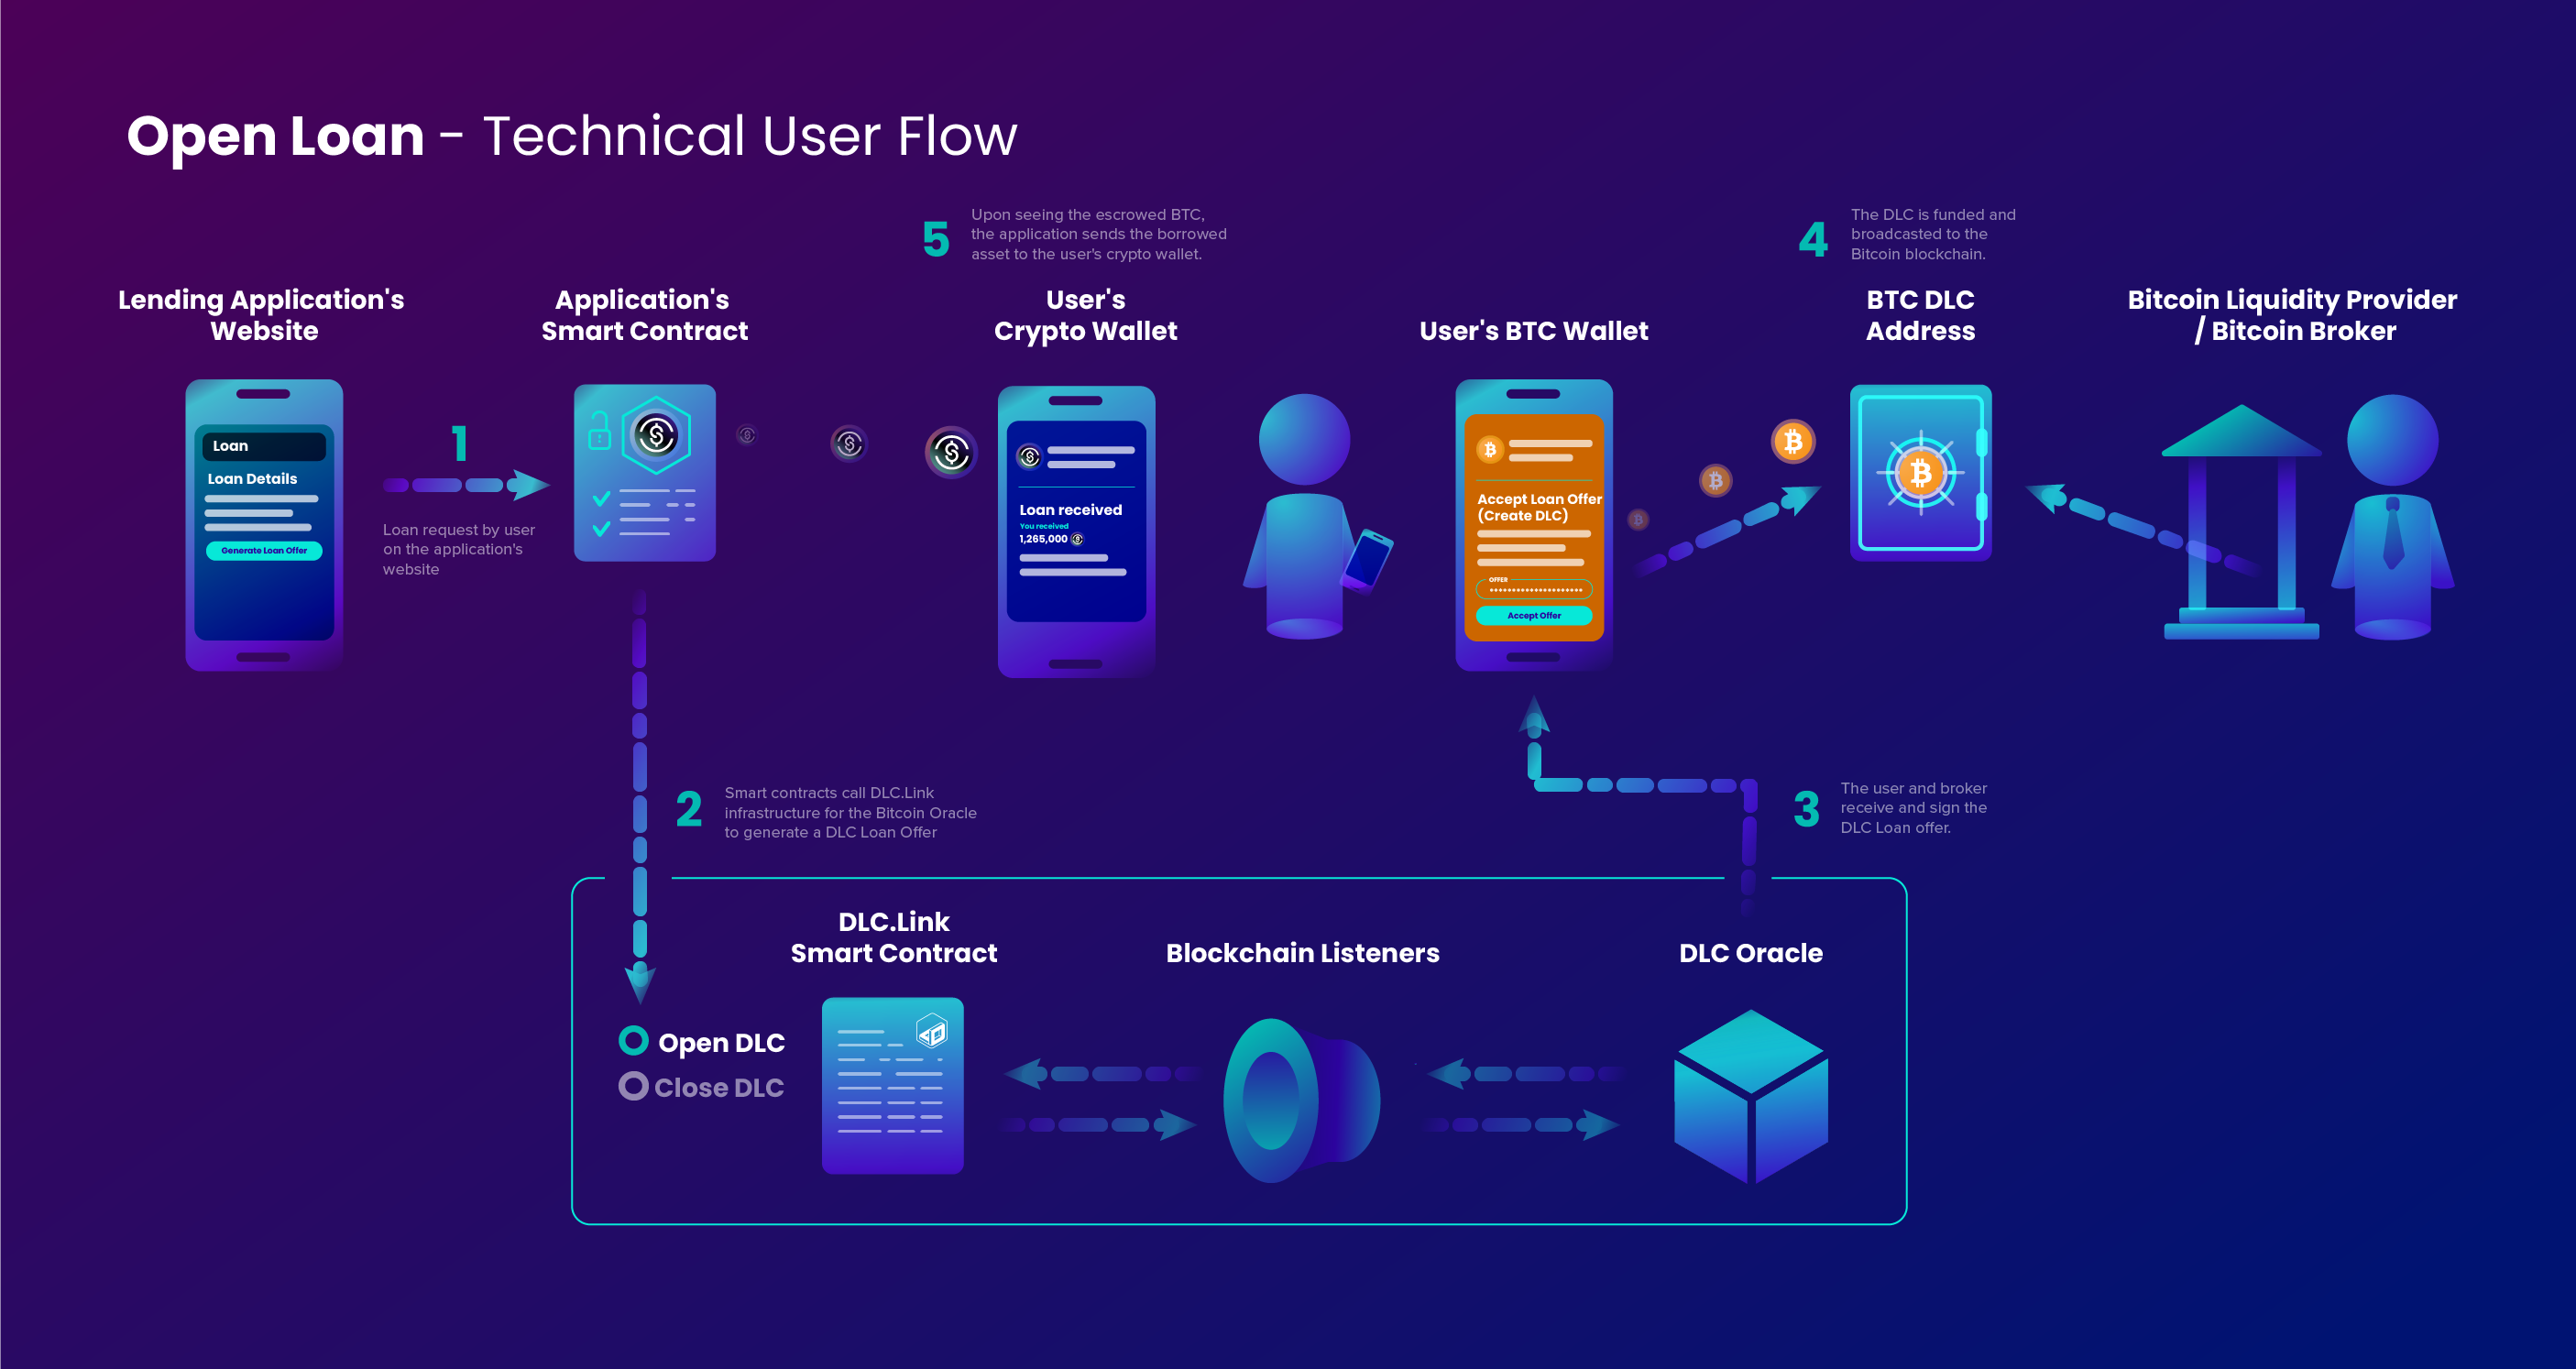 Open Loan - Technical User Flow
5
Upon seeing the escrowed BTC,
the application sends the borrowed
asset to the user's crypto wallet.
4
The DLC is funded and
broadcasted to the
Bitcoin blockchain.
Lending Application's
Website
Application's
Smart Contract
User's
Crypto Wallet
User's BTC Wallet
BTC DLC
Address
Bitcoin Liquidity Provider
/ Bitcoin Broker
Loan
Loan Details
Generate Loan Offer
1
Loan request by user
on the application's
website
Loan received
You received
1,265,000
Accept Loan Offer
(Create DLC)
OFFER
Accept Offer
2
Smart contracts call DLC.Link
infrastructure for the Bitcoin Oracle
to generate a DLC Loan Offer
3
The user and broker
receive and sign the
DLC Loan offer.
DLC.Link
Smart Contract
Blockchain Listeners
DLC Oracle
Open DLC
Close DLC